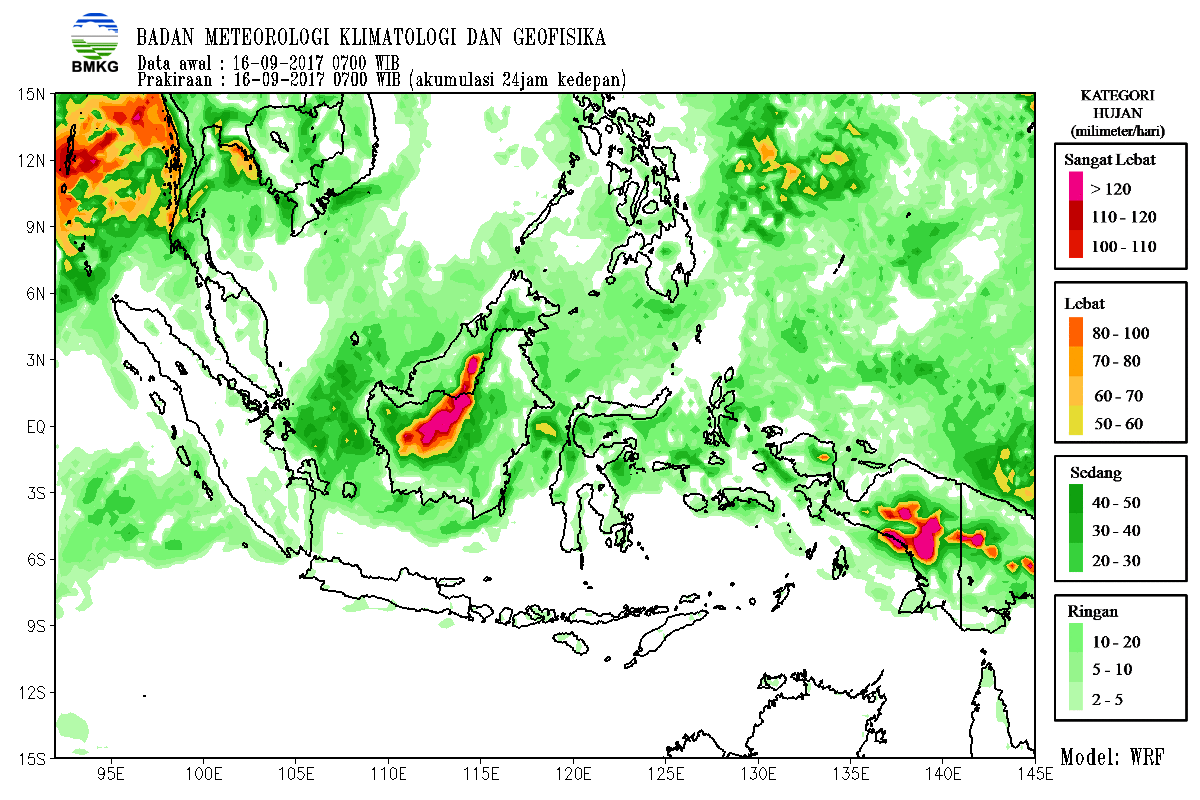 BMKG
BADAN METEOROLOGI KLIMATOLOGI DAN GEOFISIKA
Data awal : 16-09-2017 0700 WIB
Prakiraan : 16-09-2017 0700 WIB (akumulasi 24jam kedepan)
15N
12N
9N
6N
3N
EQ
3S
6S
9S
12S
15S
95E 100E 105E 110E 115E 120E 125E 130E 135E 140E 145E
KATEGORI
HUJAN
(milimeter/hari)
Sangat Lebat
> 120
110 - 120
100 - 110
Lebat
80 - 100
70 - 80
60 - 70
50 - 60
Sedang
40 - 50
30 - 40
20 - 30
Ringan
10 - 20
5 - 10
2 - 5
Model: WRF